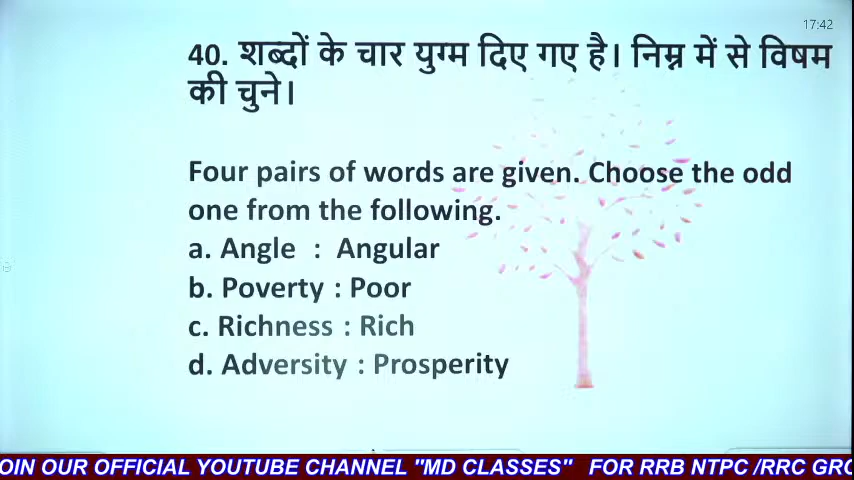 17:42
40. शब्दों के चार युग्म दिए गए है। निम्न में से विषम
की चुने।
Four pairs of words are given. Choose the odd
one from the following.
a. Angle : Angular
b. Poverty : Poor
c. Richness : Rich
d. Adversity : Prosperity
OIN OUR OFFICIAL YOUTUBE CHANNEL "MD CLASSES" FOR RRB NTPC /RRC GRO